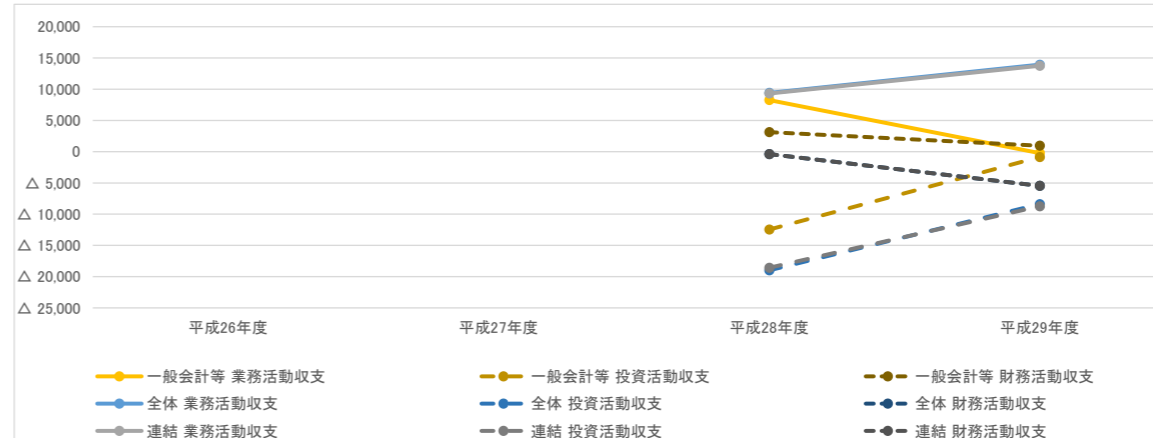 20,000
15,000
10,000
5,000
0
△ 5,000
△ 10,000
△ 15,000
△ 20,000
△ 25,000
平成26年度 平成27年度 平成28年度 平成29年度
一般会計等 業務活動収支 一般会計等 投資活動収支 一般会計等 財務活動収支
全体 業務活動収支 全体 投資活動収支 全体 財務活動収支
連結 業務活動収支 連結 投資活動収支 連結 財務活動収支